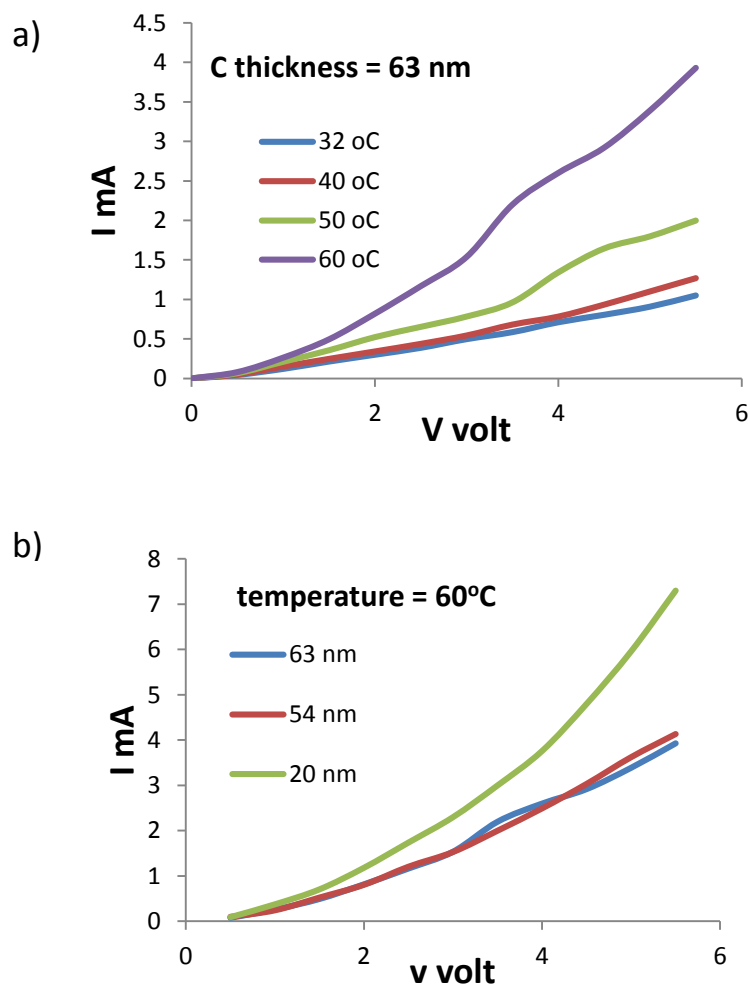 a)
4.5
4
3.5
3
2.5
2
1.5
1
0.5
0
I mA
C thickness = 63 nm
32 oC
40 oC
50 oC
60 oC
0 2 4 6
V volt
b)
8
7
6
5
4
3
2
1
0
I mA
temperature = 60oC
63 nm
54 nm
20 nm
0 2 4 6
v volt